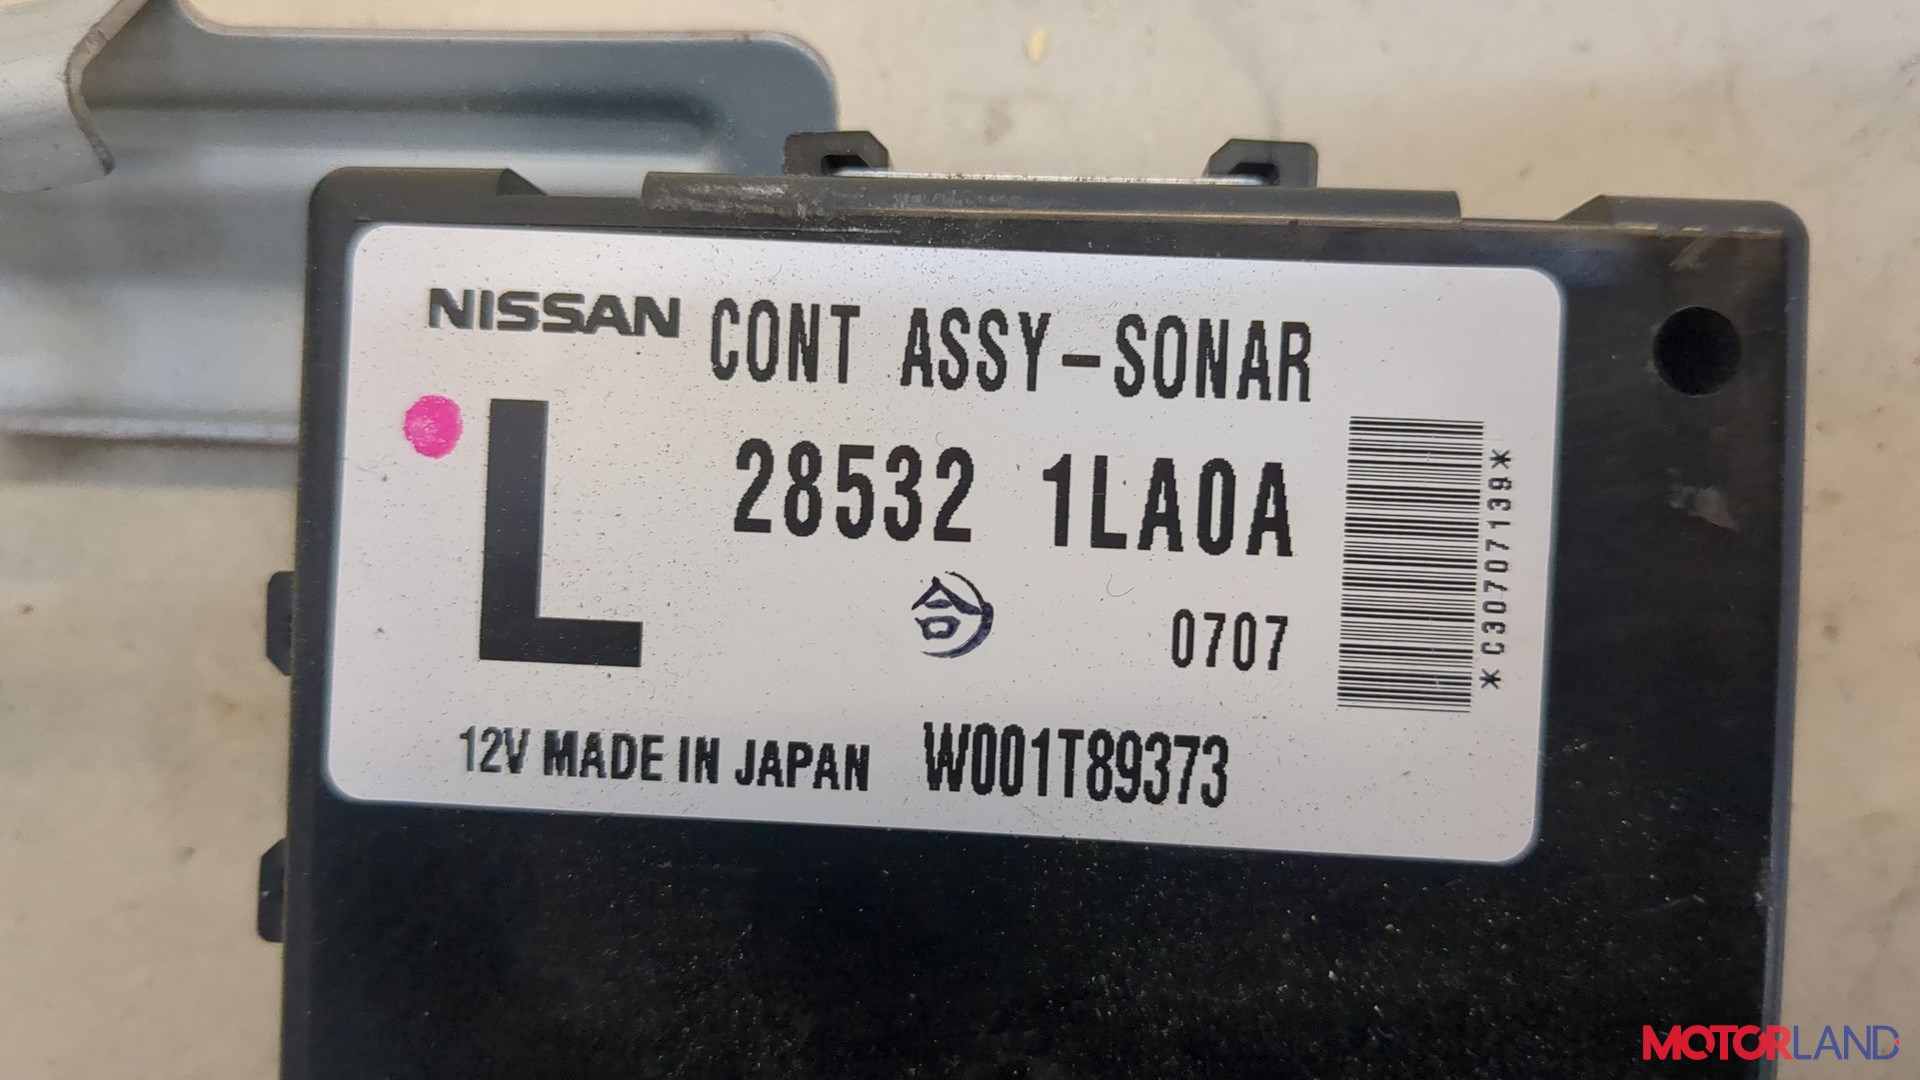 NISSAN CONT ASSY-SONAR
L
28532 1LA0A
合
0707
12V MADE IN JAPAN W001T89373
*C30707139*
MOTORLAND